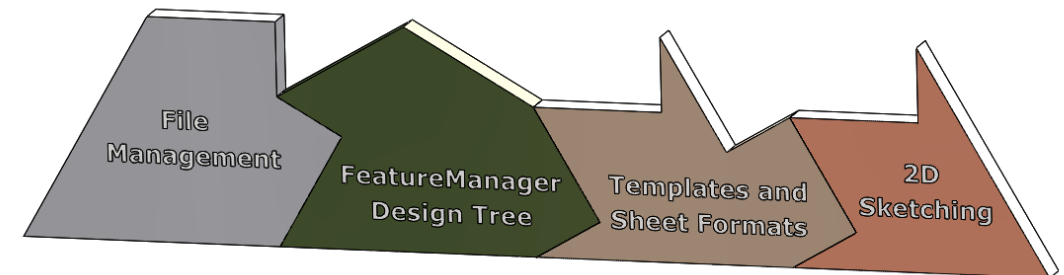 File
Management
FeatureManager
Design Tree
Templates and
Sheet Formats
2D
Sketching